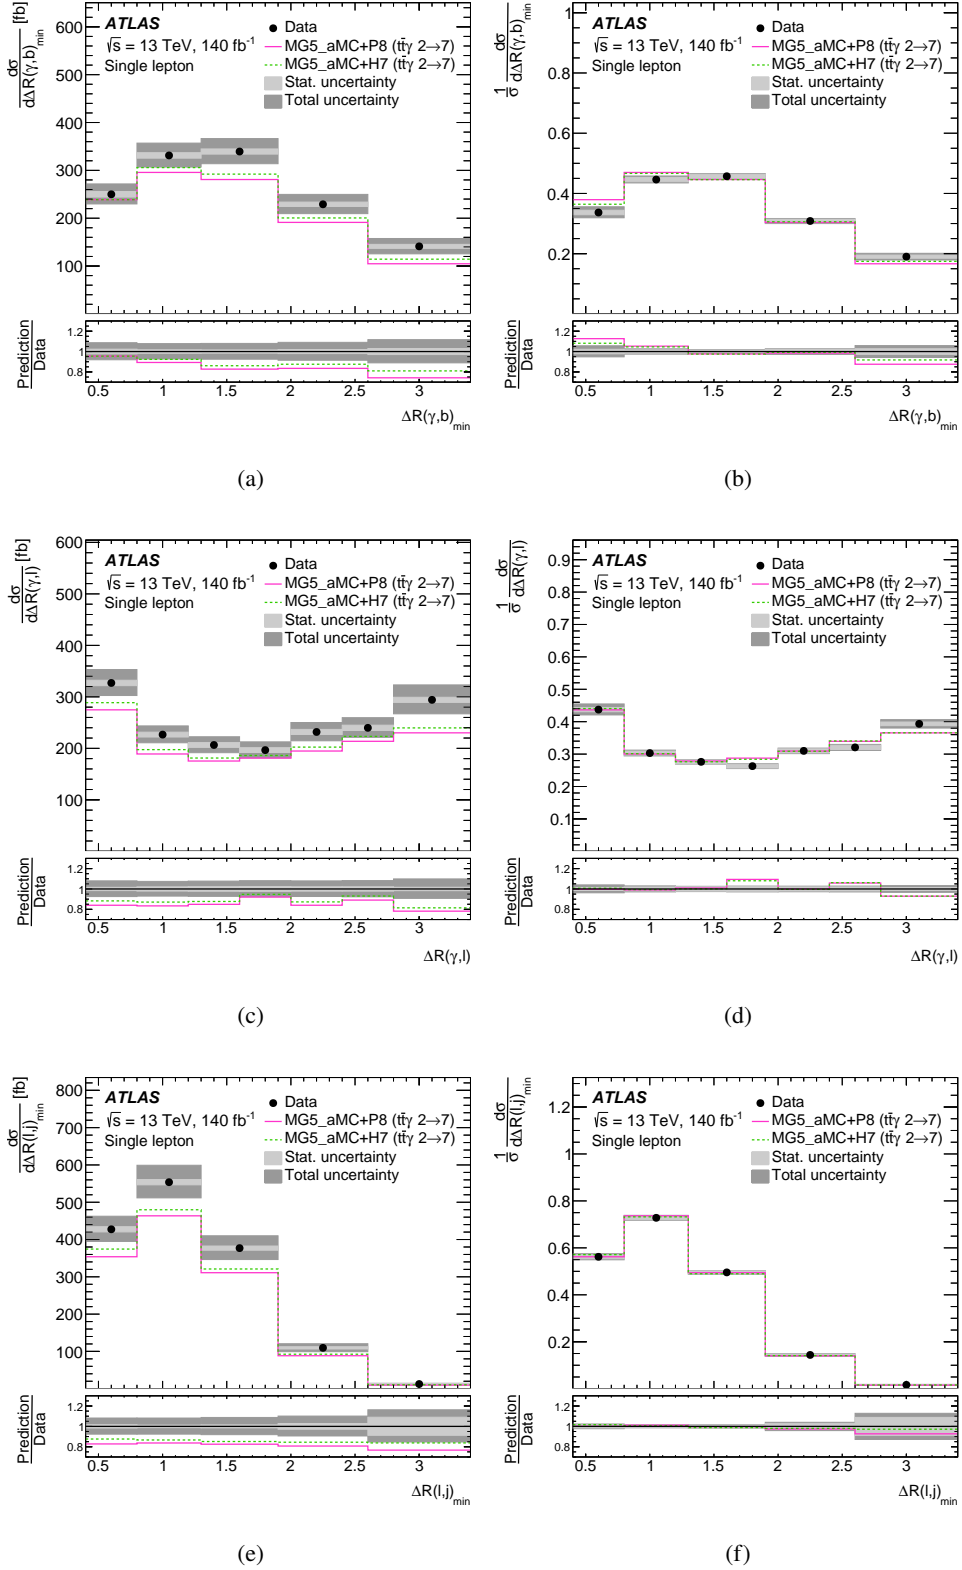 dσ/dΔR(γ,b)min [fb]
ATLAS
√s = 13 TeV, 140 fb-1
Single lepton
Data
MG5_aMC+P8 (tt̄γ 2→7)
MG5_aMC+H7 (tt̄γ 2→7)
Stat. uncertainty
Total uncertainty
600
500
400
300
200
100
Prediction/Data
1.2
1
0.8
0.5 1 1.5 2 2.5 3
ΔR(γ,b)min
(a)
1/σ dσ/dΔR(γ,b)min
ATLAS
√s = 13 TeV, 140 fb-1
Single lepton
Data
MG5_aMC+P8 (tt̄γ 2→7)
MG5_aMC+H7 (tt̄γ 2→7)
Stat. uncertainty
Total uncertainty
1
0.8
0.6
0.4
0.2
Prediction/Data
1.2
1
0.8
0.5 1 1.5 2 2.5 3
ΔR(γ,b)min
(b)
dσ/dΔR(γ,l) [fb]
ATLAS
√s = 13 TeV, 140 fb-1
Single lepton
Data
MG5_aMC+P8 (tt̄γ 2→7)
MG5_aMC+H7 (tt̄γ 2→7)
Stat. uncertainty
Total uncertainty
600
500
400
300
200
100
Prediction/Data
1.2
1
0.8
0.5 1 1.5 2 2.5 3
ΔR(γ,l)
(c)
1/σ dσ/dΔR(γ,l)
ATLAS
√s = 13 TeV, 140 fb-1
Single lepton
Data
MG5_aMC+P8 (tt̄γ 2→7)
MG5_aMC+H7 (tt̄γ 2→7)
Stat. uncertainty
Total uncertainty
0.9
0.8
0.7
0.6
0.5
0.4
0.3
0.2
0.1
Prediction/Data
1.2
1
0.8
0.5 1 1.5 2 2.5 3
ΔR(γ,l)
(d)
dσ/dΔR(l,j)min [fb]
ATLAS
√s = 13 TeV, 140 fb-1
Single lepton
Data
MG5_aMC+P8 (tt̄γ 2→7)
MG5_aMC+H7 (tt̄γ 2→7)
Stat. uncertainty
Total uncertainty
800
700
600
500
400
300
200
100
Prediction/Data
1.2
1
0.8
0.5 1 1.5 2 2.5 3
ΔR(l,j)min
(e)
1/σ dσ/dΔR(l,j)min
ATLAS
√s = 13 TeV, 140 fb-1
Single lepton
Data
MG5_aMC+P8 (tt̄γ 2→7)
MG5_aMC+H7 (tt̄γ 2→7)
Stat. uncertainty
Total uncertainty
1.2
1
0.8
0.6
0.4
0.2
Prediction/Data
1.2
1
0.8
0.5 1 1.5 2 2.5 3
ΔR(l,j)min
(f)